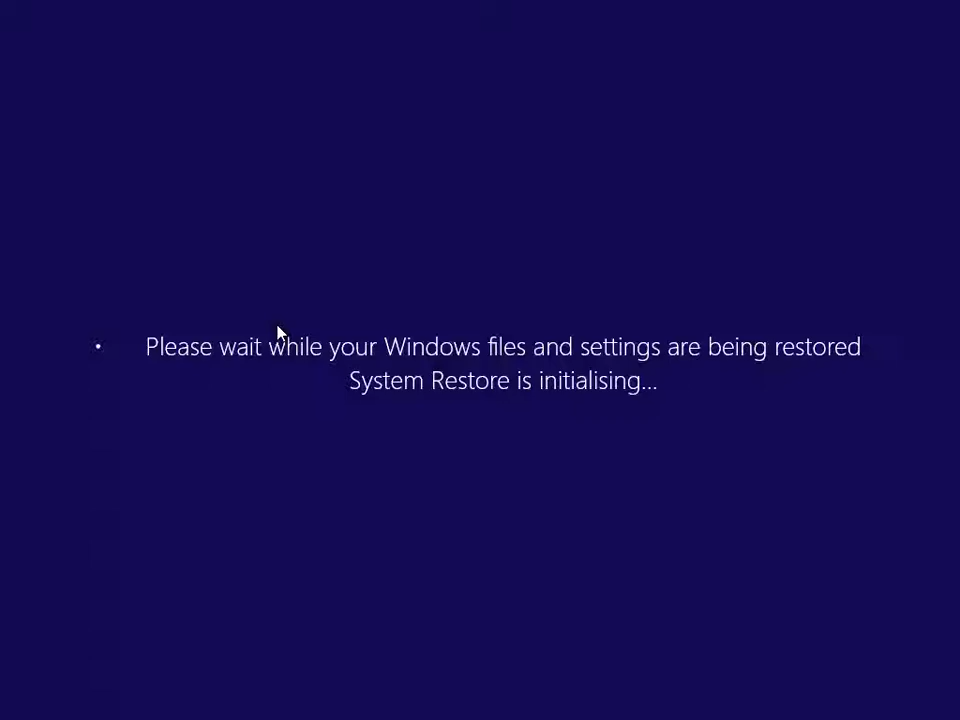 Please wait while your Windows files and settings are being restored
System Restore is initialising...